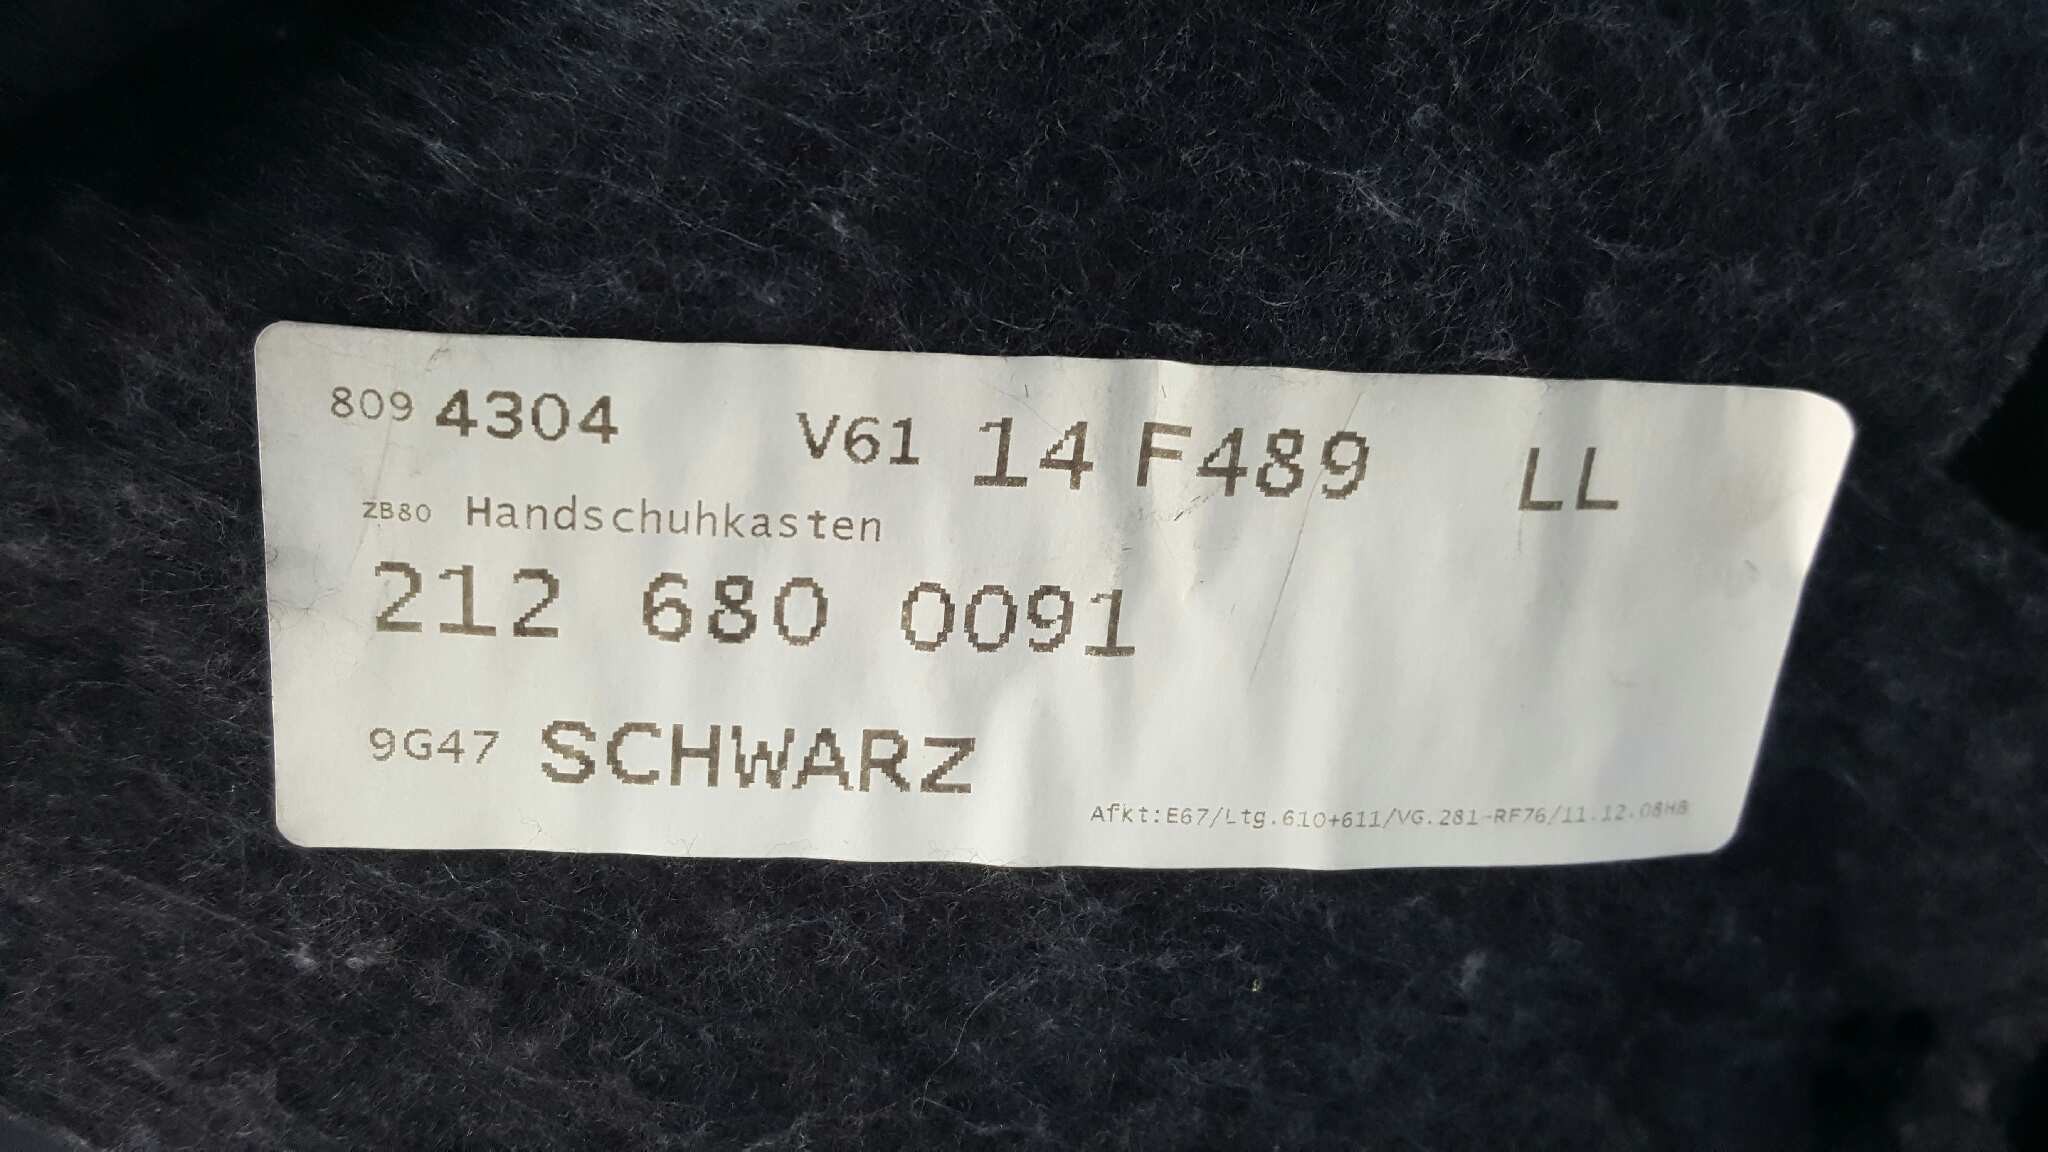 809 4304 V61 14 F489 LL
ZB80 Handschuhkasten
212 680 0091
9G47 SCHWARZ
Afkt:E67/Ltg.610+611/VG.281-RF76/11.12.08HB